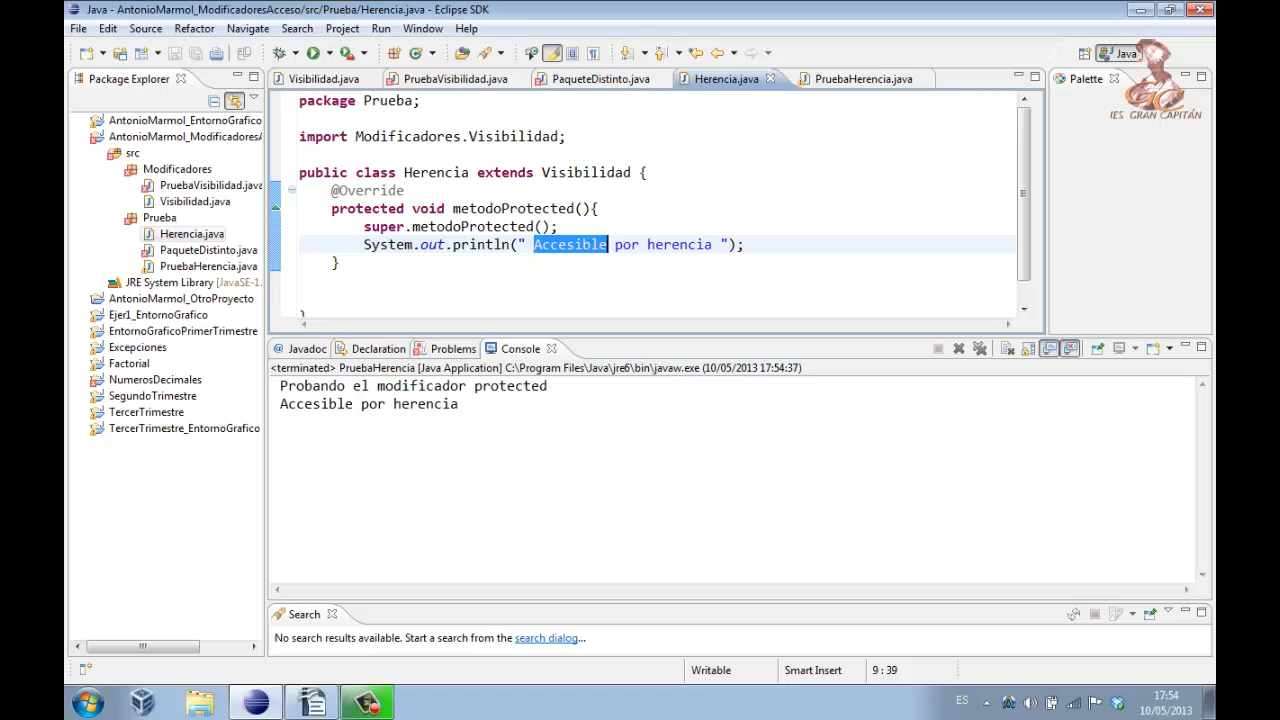 Java - AntonioMarmol_ModificadoresAcceso/src/Prueba/Herencia.java - Eclipse SDK
File Edit Source Refactor Navigate Search Project Run Window Help
Java
Package Explorer
Visibilidad.java PruebaVisibilidad.java PaqueteDistinto.java Herencia.java PruebaHerencia.java
Palette
IES GRAN CAPITÁN
AntonioMarmol_EntornoGrafico
AntonioMarmol_ModificadoresA
src
Modificadores
PruebaVisibilidad.java
Visibilidad.java
Prueba
Herencia.java
PaqueteDistinto.java
PruebaHerencia.java
JRE System Library [JavaSE-1.
AntonioMarmol_OtroProyecto
Ejer1_EntornoGrafico
EntornoGraficoPrimerTrimestre
Excepciones
Factorial
NumerosDecimales
SegundoTrimestre
TercerTrimestre
TercerTrimestre_EntornoGrafico
package Prueba;
import Modificadores.Visibilidad;
public class Herencia extends Visibilidad {
@Override
protected void metodoProtected(){
super.metodoProtected();
System.out.println(" Accesible por herencia ");
}
}
Javadoc Declaration Problems Console
<terminated> PruebaHerencia [Java Application] C:\Program Files\Java\jre6\bin\javaw.exe (10/05/2013 17:54:37)
Probando el modificador protected
Accesible por herencia
Search
No search results available. Start a search from the search dialog...
Writable Smart Insert 9 : 39
ES
17:54
10/05/2013